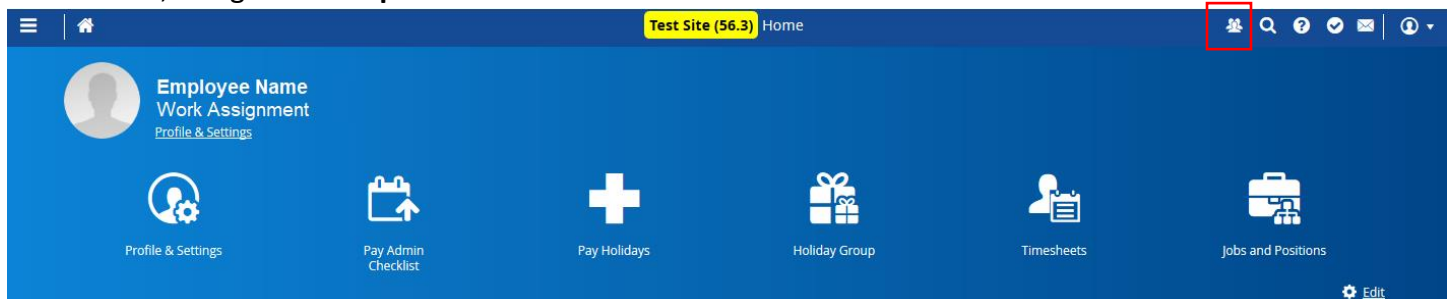 Test Site (56.3) Home
Employee Name
Work Assignment
Profile & Settings
Profile & Settings
Pay Admin
Checklist
Pay Holidays
Holiday Group
Timesheets
Jobs and Positions
Edit